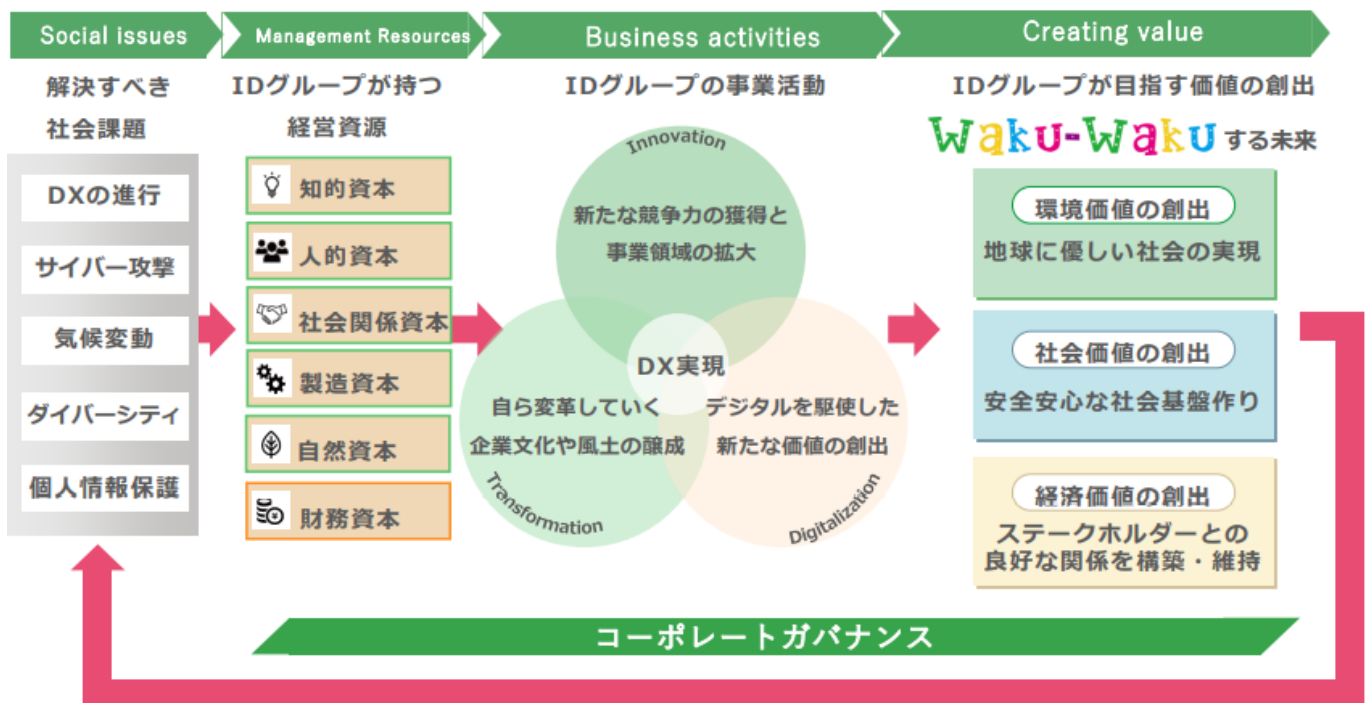 Social issues
Management Resources
Business activities
Creating value
解決すべき
社会課題
DXの進行
サイバー攻撃
気候変動
ダイバーシティ
個人情報保護
IDグループが持つ
経営資源
知的資本
人的資本
社会関係資本
製造資本
自然資本
財務資本
IDグループの事業活動
Innovation
新たな競争力の獲得と
事業領域の拡大
DX実現
自ら変革していく
企業文化や風土の醸成
Transformation
デジタルを駆使した
新たな価値の創出
Digitalization
IDグループが目指す価値の創出
Waku-Wakuする未来
環境価値の創出
地球に優しい社会の実現
社会価値の創出
安全安心な社会基盤作り
経済価値の創出
ステークホルダーとの
良好な関係を構築・維持
コーポレートガバナンス